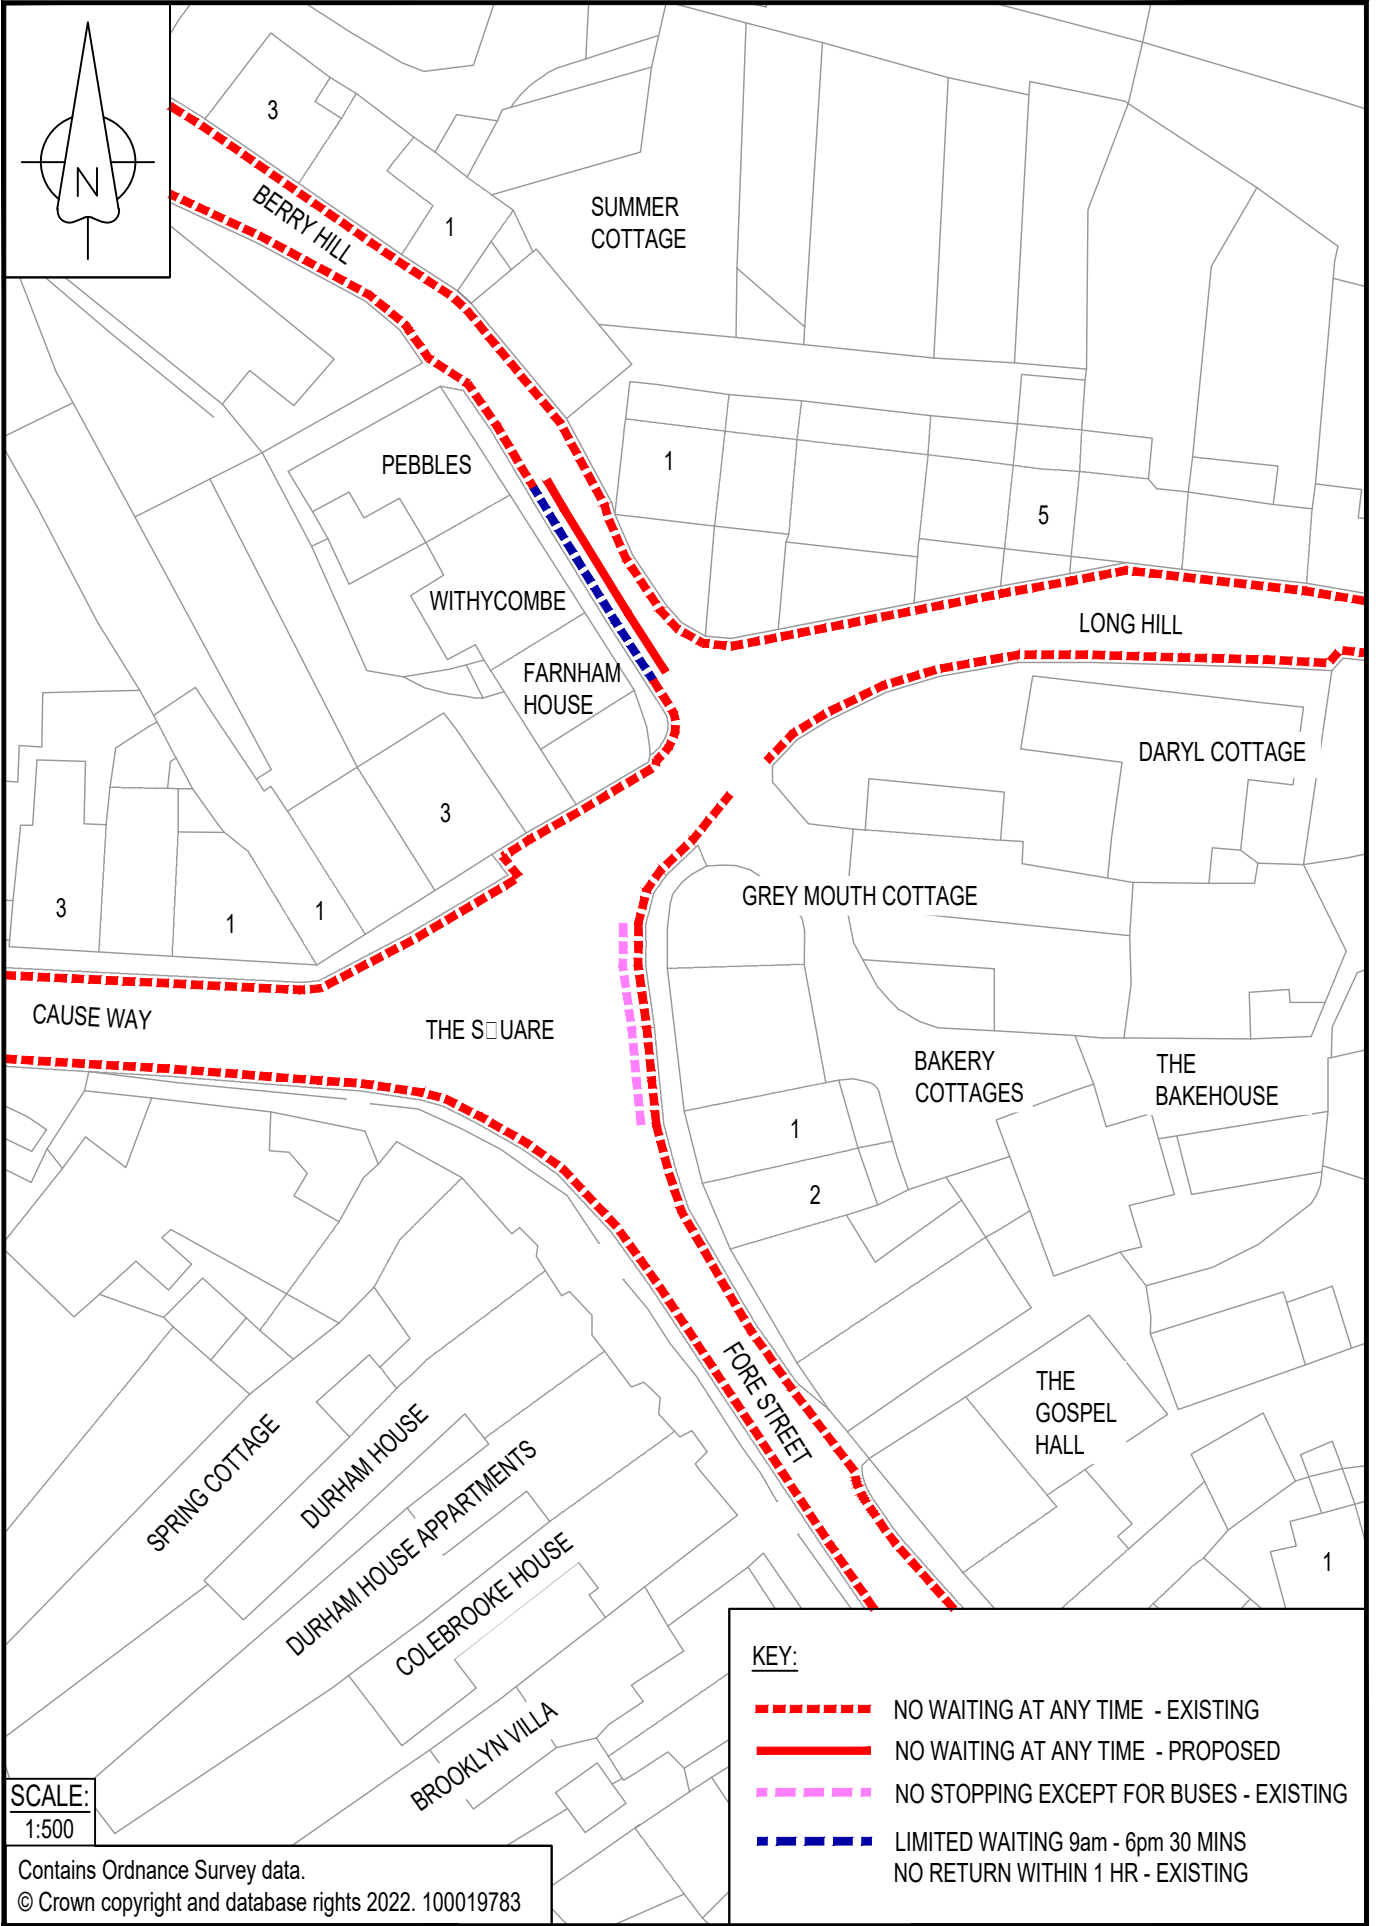 N
3
BERRY HILL
1
SUMMER
COTTAGE
PEBBLES
1
5
WITHYCOMBE
LONG HILL
FARNHAM
HOUSE
DARYL COTTAGE
3
GREY MOUTH COTTAGE
3
1
1
CAUSE WAY
THE S□UARE
BAKERY
COTTAGES
THE
BAKEHOUSE
1
2
FORE STREET
THE
GOSPEL
HALL
SPRING COTTAGE
DURHAM HOUSE
DURHAM HOUSE APPARTMENTS
COLEBROOKE HOUSE
BROOKLYN VILLA
1
KEY:
NO WAITING AT ANY TIME - EXISTING
NO WAITING AT ANY TIME - PROPOSED
NO STOPPING EXCEPT FOR BUSES - EXISTING
LIMITED WAITING 9am - 6pm 30 MINS
NO RETURN WITHIN 1 HR - EXISTING
SCALE:
1:500
Contains Ordnance Survey data.
© Crown copyright and database rights 2022. 100019783